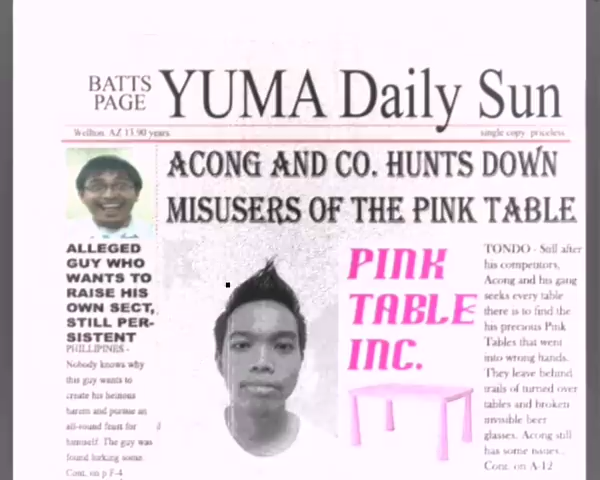 BATTS
PAGE
YUMA Daily Sun
Wellton, AZ 13.90 years
single copy: priceless
ACONG AND CO. HUNTS DOWN
MISUSERS OF THE PINK TABLE
ALLEGED
GUY WHO
WANTS TO
RAISE HIS
OWN SECT,
STILL PER-
SISTENT
PHILLIPINES -
Nobody knows why
this guy wants to
create his heinous
harem and pursue an
all-round feast for
himself. The guy was
found lurking some.
Cont. on p F-4
PINK
TABLE
INC.
TONDO - Still after
his competitors,
Acong and his gang
seeks every table
there is to find the
his precious Pink
Tables that went
into wrong hands.
They leave behind
trails of turned over
tables and broken
invisible beer
glasses. Acong still
has some issues..
Cont. on A-12